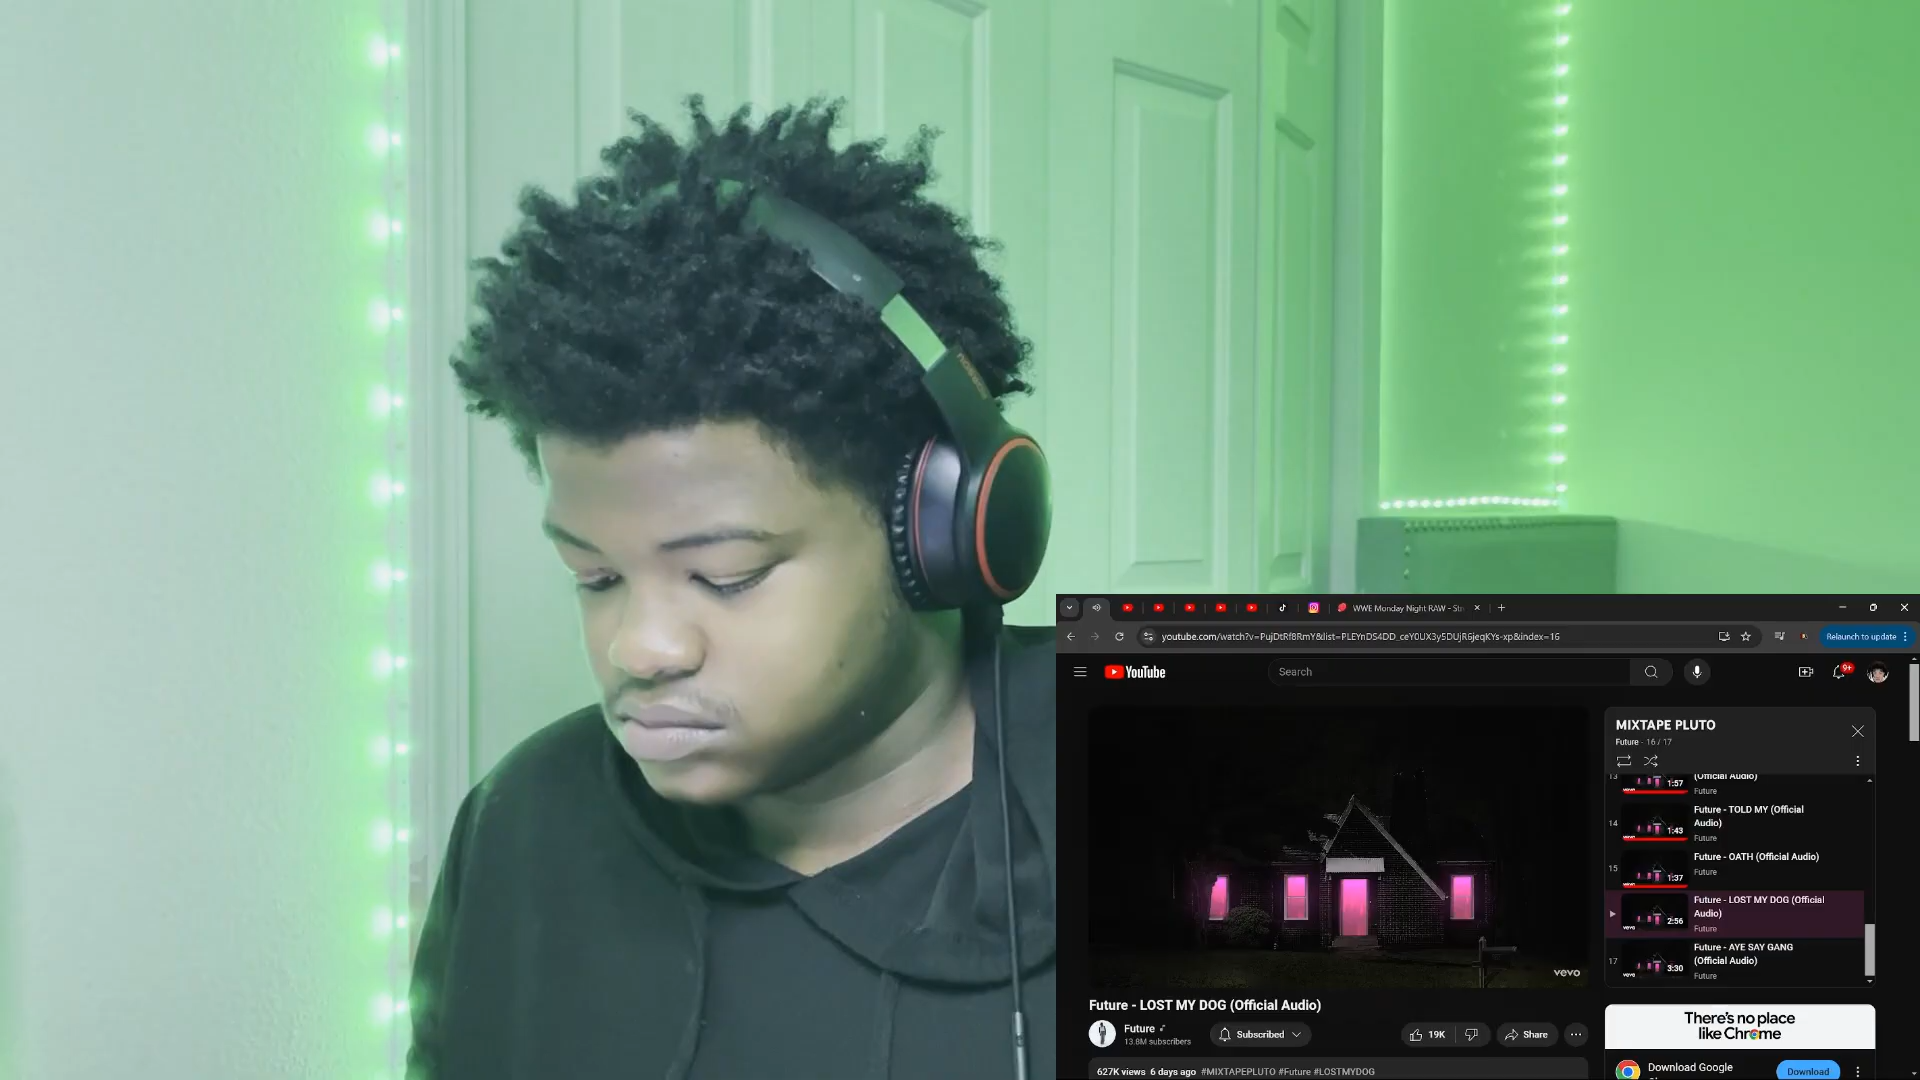 WWE Monday Night RAW - Str
youtube.com/watch?v=PujDtRf8RmY&list=PLEYnDS4DD_ceY0UX3y5DUjR6jeqKYs-xp&index=16
Relaunch to update
YouTube
Search
9+
MIXTAPE PLUTO
Future - 16 / 17
13
1:57
(Official Audio)
Future
14
1:43
Future - TOLD MY (Official
Audio)
Future
15
1:37
Future - OATH (Official Audio)
Future
2:56
Future - LOST MY DOG (Official
Audio)
Future
17
3:30
Future - AYE SAY GANG
(Official Audio)
Future
vevo
Future - LOST MY DOG (Official Audio)
Future
13.8M subscribers
Subscribed
19K
Share
627K views 6 days ago #MIXTAPEPLUTO #Future #LOSTMYDOG
There's no place
like Chrome
Download Google
Download